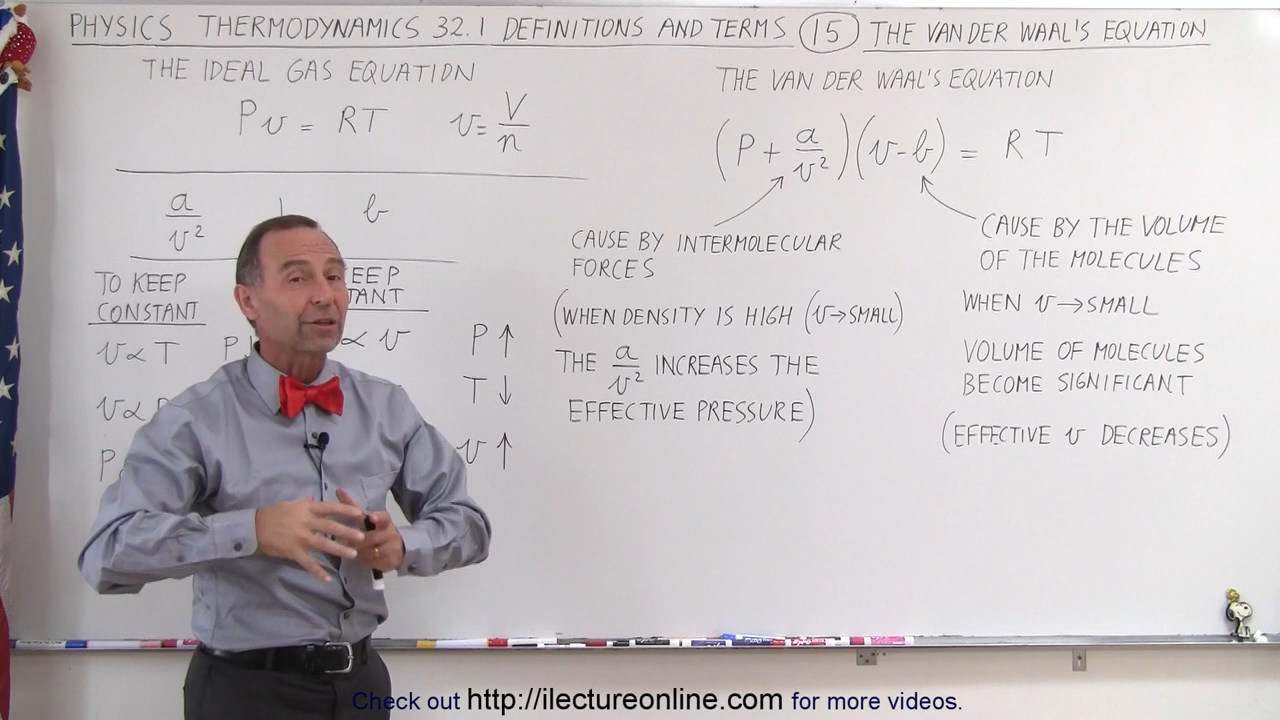 PHYSICS THERMODYNAMICS 32.1 DEFINITIONS AND TERMS (15) THE VAN DER WAAL'S EQUATION
THE IDEAL GAS EQUATION
Pv = RT v = V/n
a/v² b
TO KEEP CONSTANT
v ∝ T
v ∝
P
∝ v
P ↑
T ↓
v ↑
THE VAN DER WAAL'S EQUATION
(P + a/v²)(v-b) = RT
CAUSE BY INTERMOLECULAR
FORCES
(WHEN DENSITY IS HIGH (v→SMALL)
THE a/v² INCREASES THE
EFFECTIVE PRESSURE)
CAUSE BY THE VOLUME
OF THE MOLECULES
WHEN v→SMALL
VOLUME OF MOLECULES
BECOME SIGNIFICANT
(EFFECTIVE v DECREASES)
Check out http://ilectureonline.com for more videos.